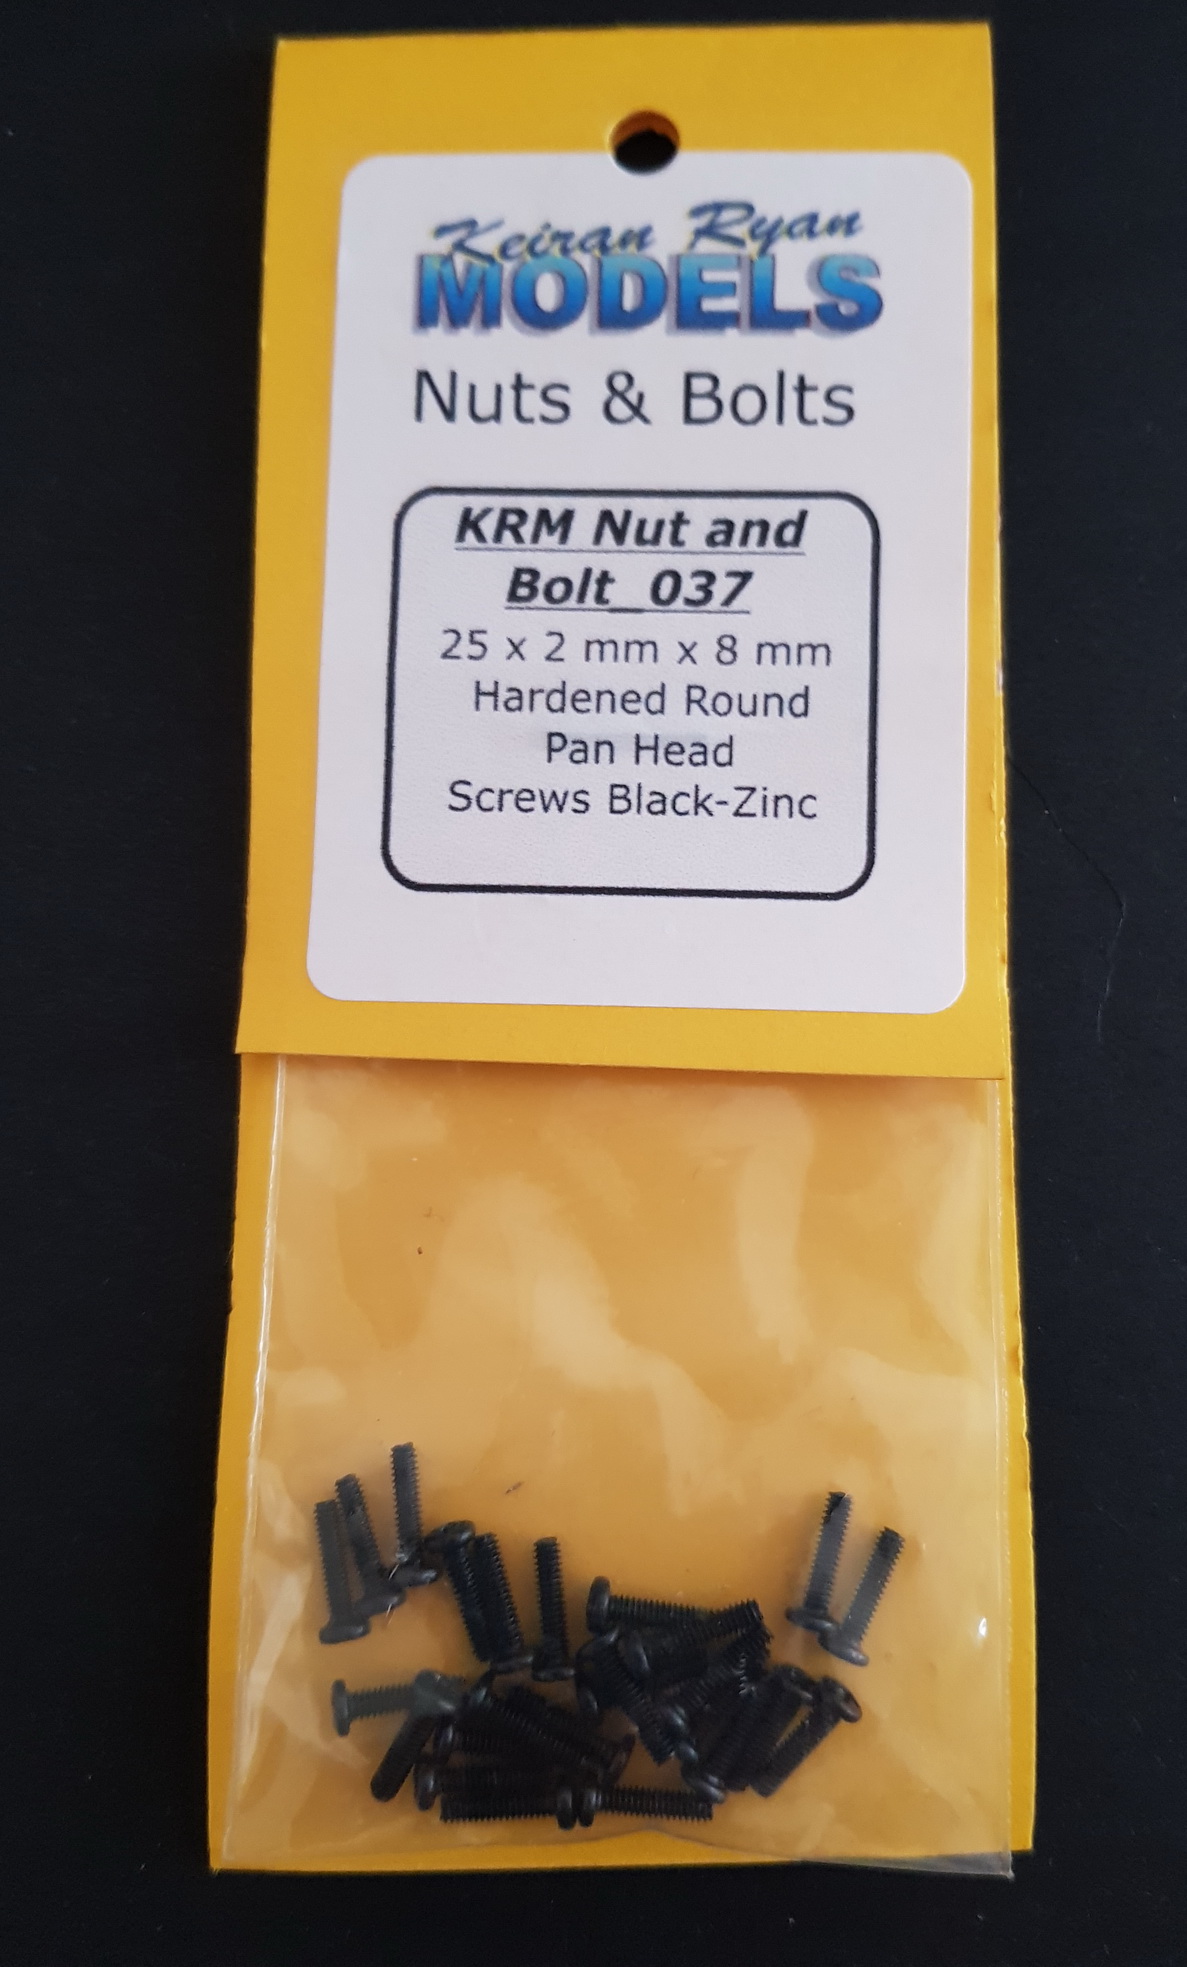 Keiran Ryan
MODELS
Nuts & Bolts
KRM Nut and
Bolt_037
25 x 2 mm x 8 mm
Hardened Round
Pan Head
Screws Black-Zinc